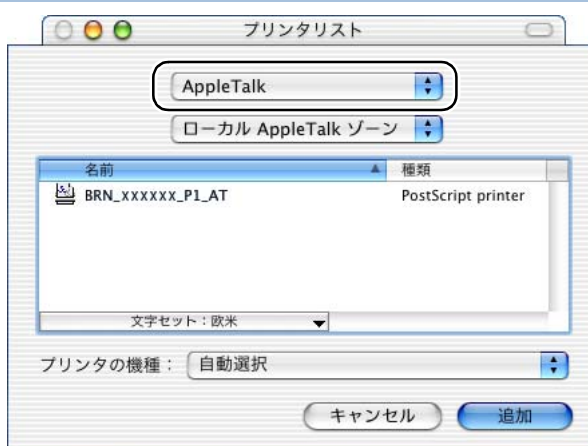 プリンタリスト
AppleTalk
ローカル AppleTalk ゾーン
名前 種類
BRN_xxxxxx_P1_AT PostScript printer
文字セット：欧米
プリンタの機種： 自動選択
キャンセル 追加